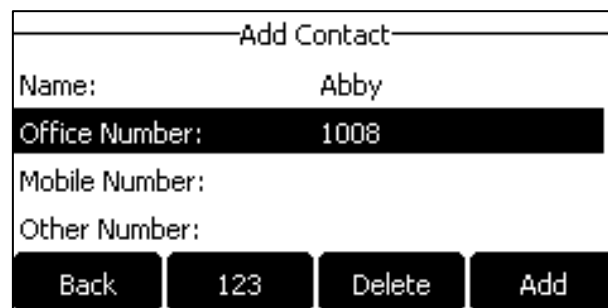 Add Contact
Name: Abby
Office Number: 1008
Mobile Number:
Other Number:
Back 123 Delete Add